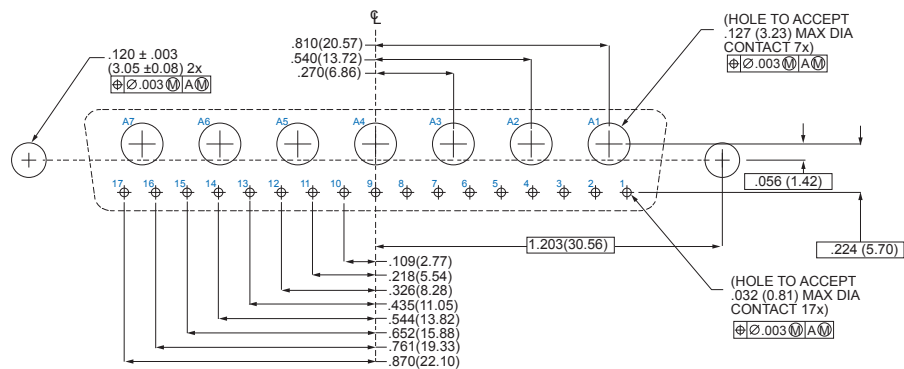 ℄
.810(20.57)
.540(13.72)
.270(6.86)
.120 ± .003
(3.05 ±0.08) 2x
⌖ Ø.003 Ⓜ A Ⓜ
(HOLE TO ACCEPT
.127 (3.23) MAX DIA
CONTACT 7x)
⌖ Ø.003 Ⓜ A Ⓜ
A7 A6 A5 A4 A3 A2 A1
17 16 15 14 13 12 11 10 9 8 7 6 5 4 3 2 1
.056 (1.42)
.224 (5.70)
1.203(30.56)
.109(2.77)
.218(5.54)
.326(8.28)
.435(11.05)
.544(13.82)
.652(15.88)
.761(19.33)
.870(22.10)
(HOLE TO ACCEPT
.032 (0.81) MAX DIA
CONTACT 17x)
⌖ Ø.003 Ⓜ A Ⓜ